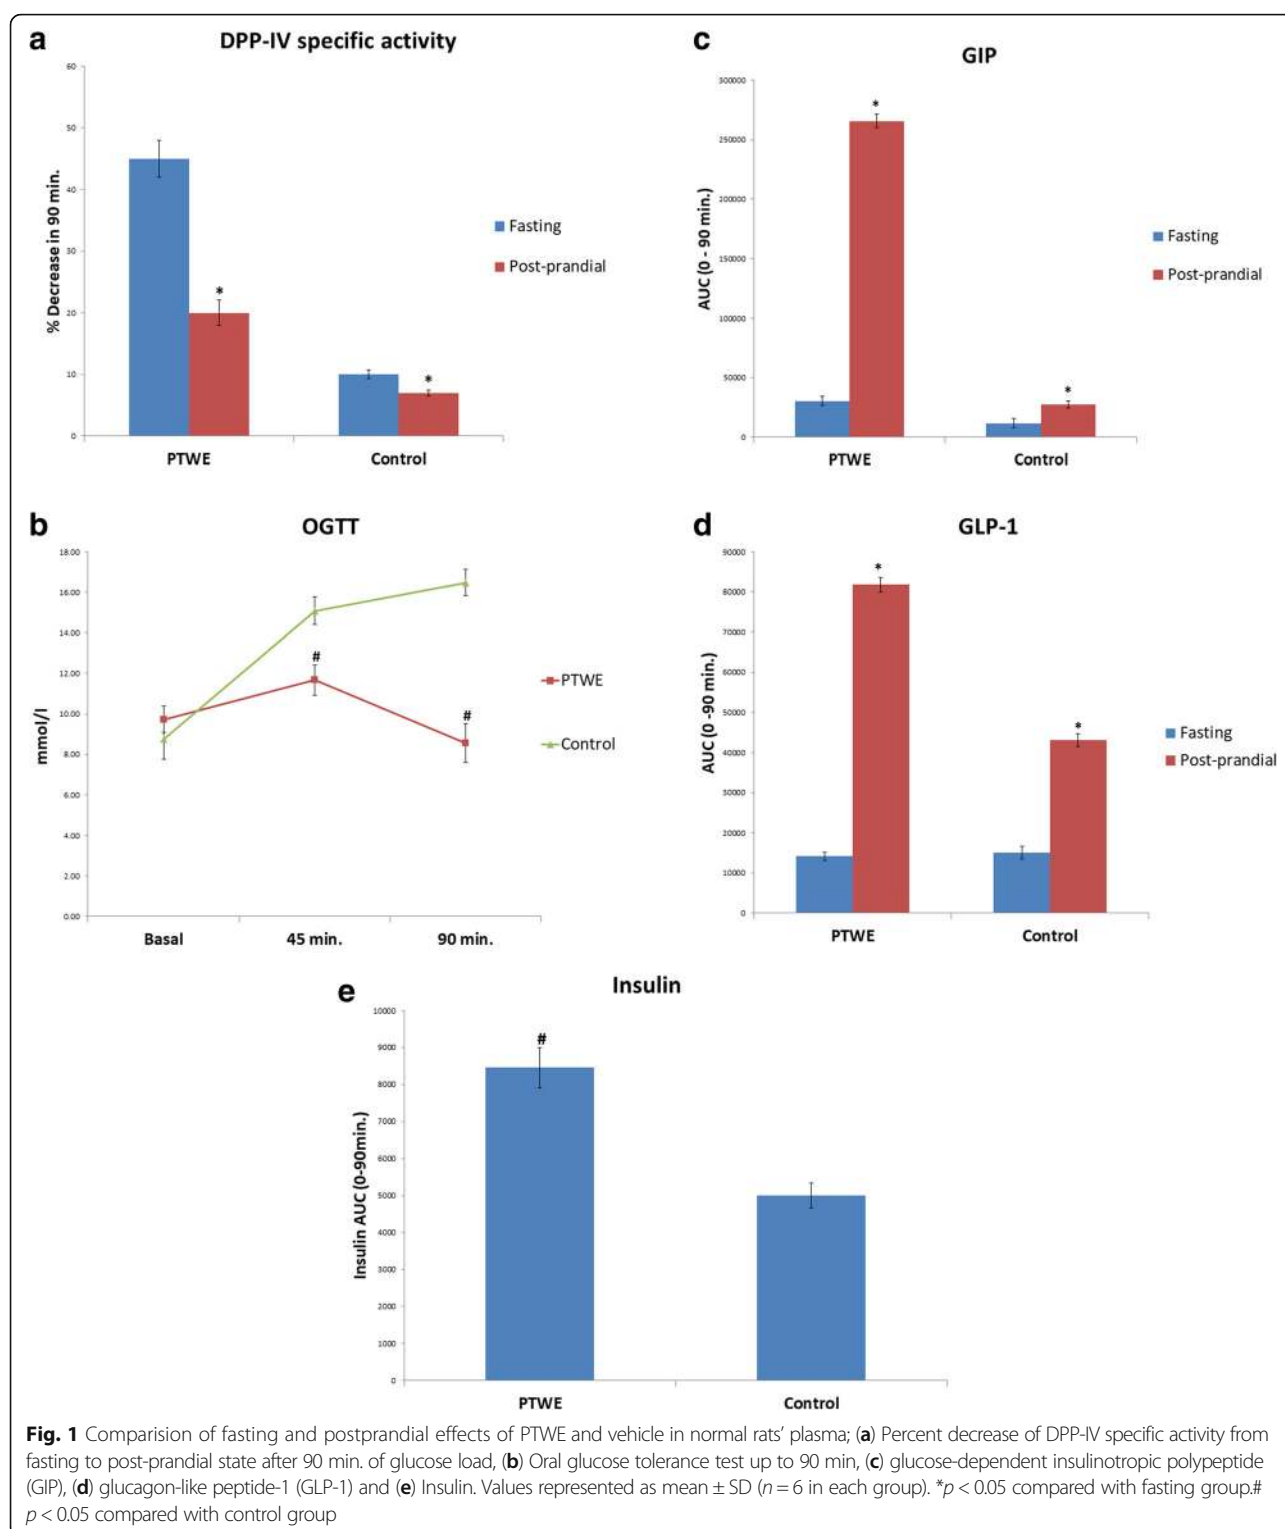 a
DPP-IV specific activity
60
50
40
30
20
10
0
% Decrease in 90 min.
*
*
Fasting
Post-prandial
PTWE
Control
c
GIP
300000
250000
200000
150000
100000
50000
0
AUC (0 - 90 min.)
*
*
Fasting
Post-prandial
PTWE
Control
b
OGTT
18.00
16.00
14.00
12.00
10.00
8.00
6.00
4.00
2.00
0.00
mmol/l
#
#
PTWE
Control
Basal
45 min.
90 min.
d
GLP-1
90000
80000
70000
60000
50000
40000
30000
20000
10000
0
AUC (0 -90 min.)
*
*
Fasting
Post-prandial
PTWE
Control
e
Insulin
10000
9000
8000
7000
6000
5000
4000
3000
2000
1000
0
Insulin AUC (0-90min.)
#
PTWE
Control
Fig. 1 Comparision of fasting and postprandial effects of PTWE and vehicle in normal rats' plasma; (a) Percent decrease of DPP-IV specific activity from
fasting to post-prandial state after 90 min. of glucose load, (b) Oral glucose tolerance test up to 90 min, (c) glucose-dependent insulinotropic polypeptide
(GIP), (d) glucagon-like peptide-1 (GLP-1) and (e) Insulin. Values represented as mean ± SD (n = 6 in each group). *p < 0.05 compared with fasting group.#
p < 0.05 compared with control group